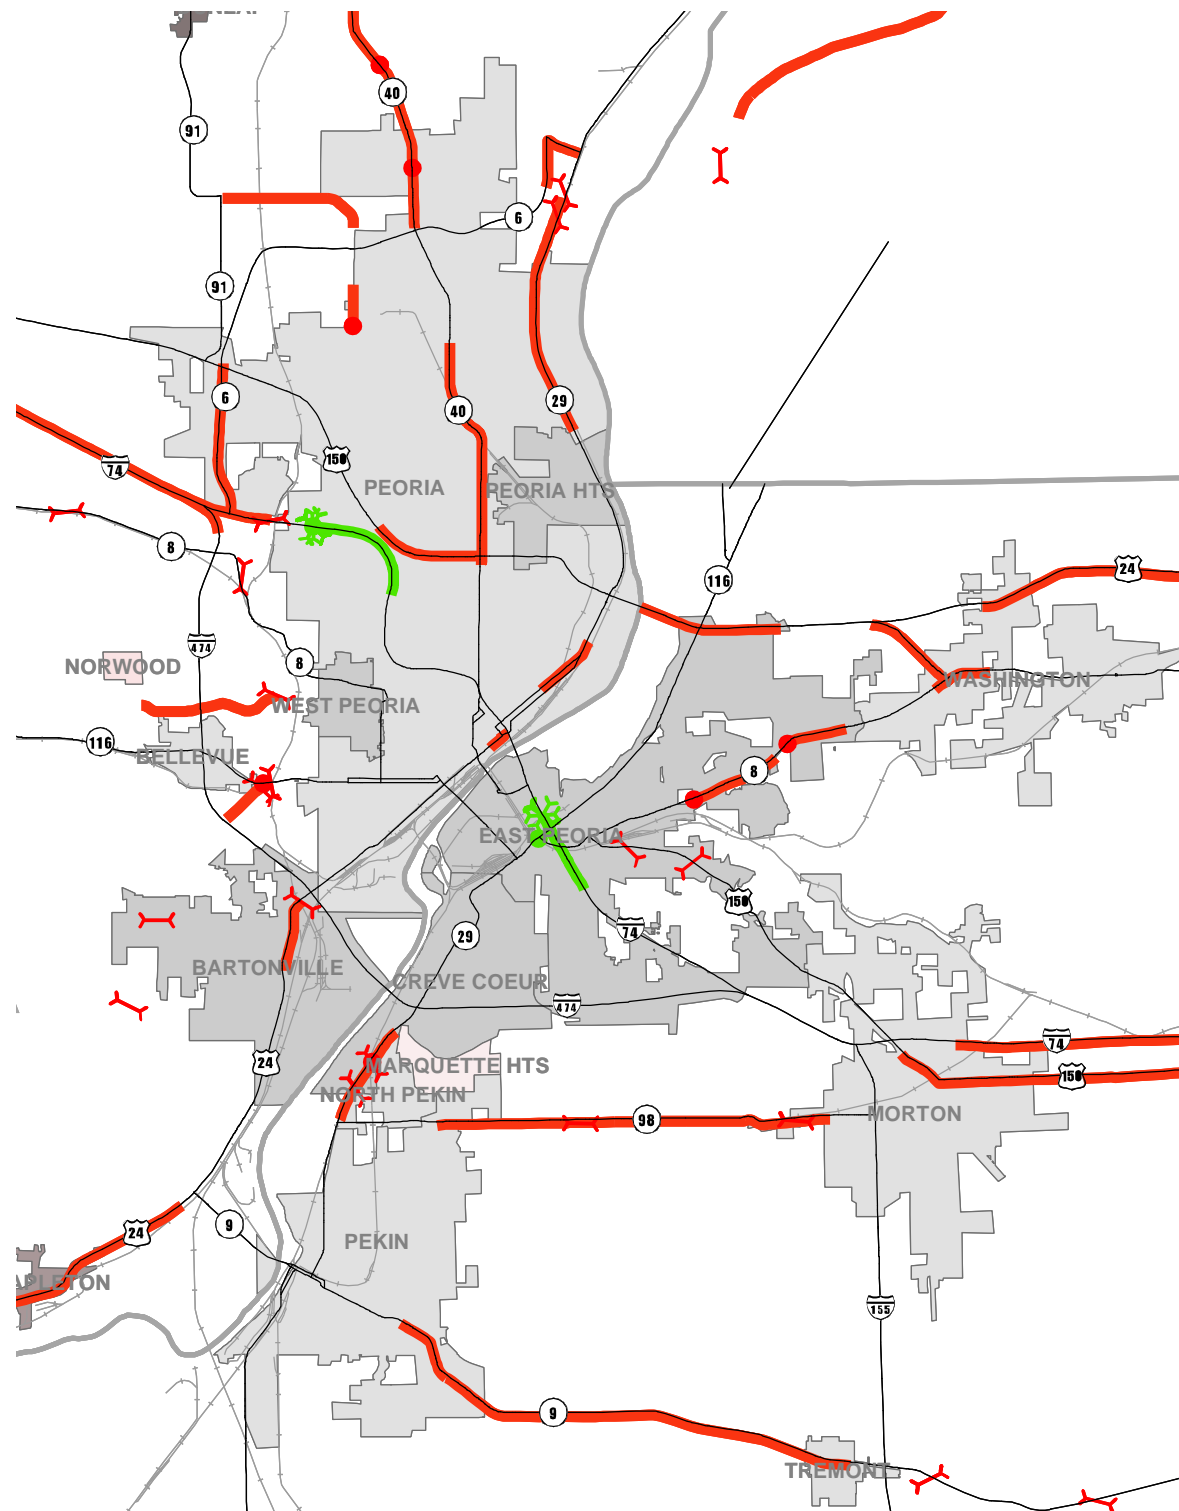 40
91
6
91
6
29
40
150
74
PEORIA
PEORIA HTS
8
24
116
474
8
NORWOOD
WASHINGTON
WEST PEORIA
116
BELLEVUE
8
EAST PEORIA
150
29
74
BARTONVILLE
CREVE COEUR
474
74
24
MARQUETTE HTS
150
NORTH PEKIN
98
MORTON
9
24
PEKIN
155
9
TREMONT